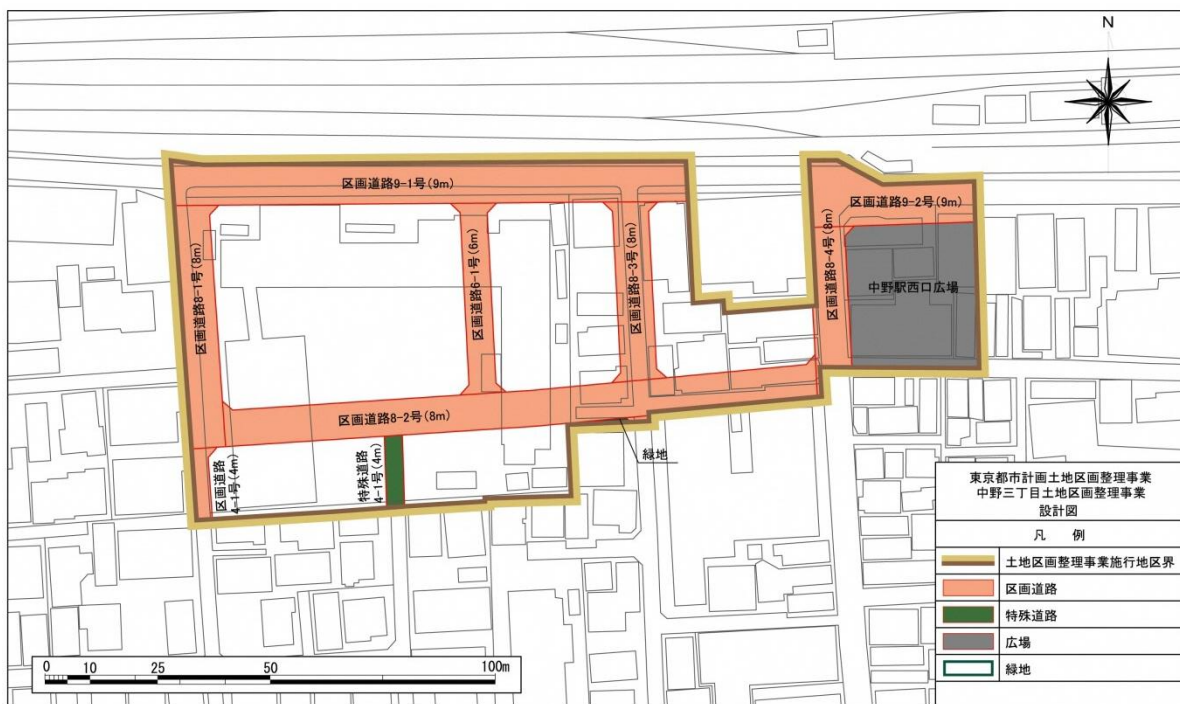 N
区画道路9-1号(9m)
区画道路9-2号(9m)
区画道路8-1号(8m)
区画道路6-1号(6m)
区画道路8-3号(8m)
区画道路8-4号(8m)
中野駅西口広場
区画道路8-2号(8m)
緑地
区画道路
4-1号(4m)
特殊道路
4-1号(4m)
東京都市計画土地区画整理事業
中野三丁目土地区画整理事業
設計図
凡 例
土地区画整理事業施行地区界
区画道路
特殊道路
広場
緑地
0 10 25 50 100m